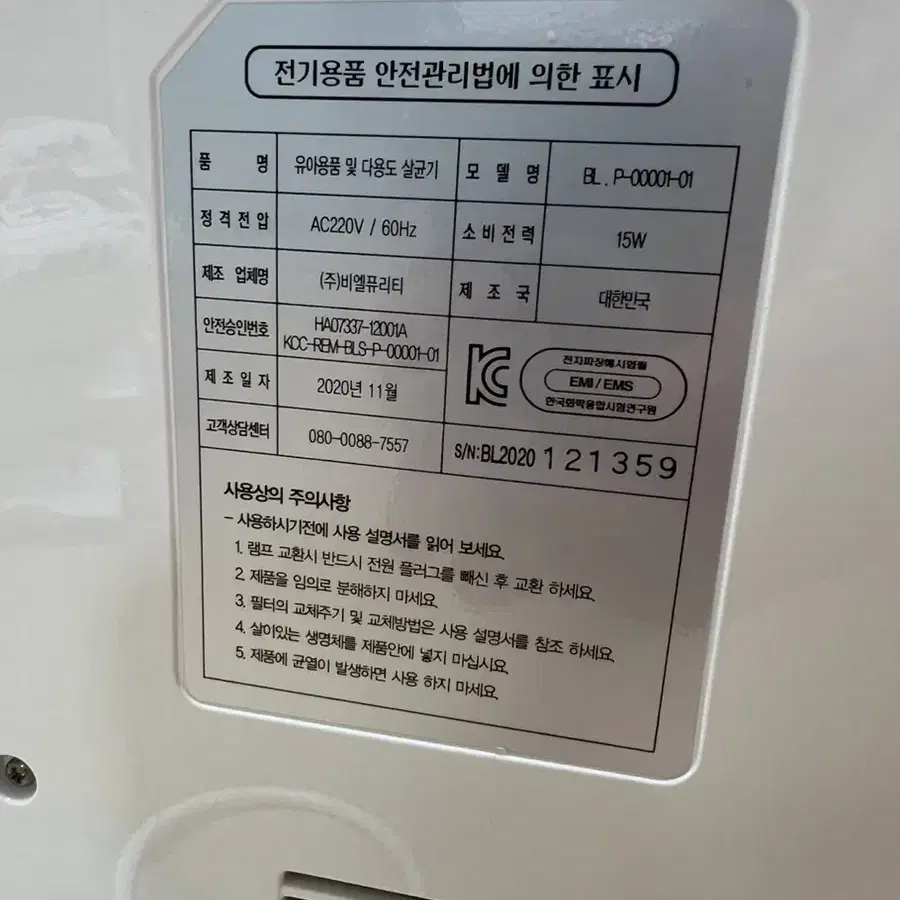 전기용품 안전관리법에 의한 표시
품 명 유아용품 및 다용도 살균기 모 델 명 BL . P-00001-01
정 격 전 압 AC220V / 60Hz 소 비 전 력 15W
제조 업체명 (주)비엘퓨리티 제 조 국 대한민국
안전승인번호 HA07337-12001A
KCC-REM-BLS-P-00001-01
전자파장해시험필
EMI / EMS
한국화학융합시험연구원
제 조 일 자 2020년 11월
고객상담센터 080-0088-7557 S/N:BL2020 121359
사용상의 주의사항
- 사용하시기전에 사용 설명서를 읽어 보세요.
1. 램프 교환시 반드시 전원 플러그를 빼신 후 교환 하세요.
2. 제품을 임의로 분해하지 마세요.
3. 필터의 교체주기 및 교체방법은 사용 설명서를 참조 하세요.
4. 살이있는 생명체를 제품안에 넣지 마십시요.
5. 제품에 균열이 발생하면 사용 하지 마세요.